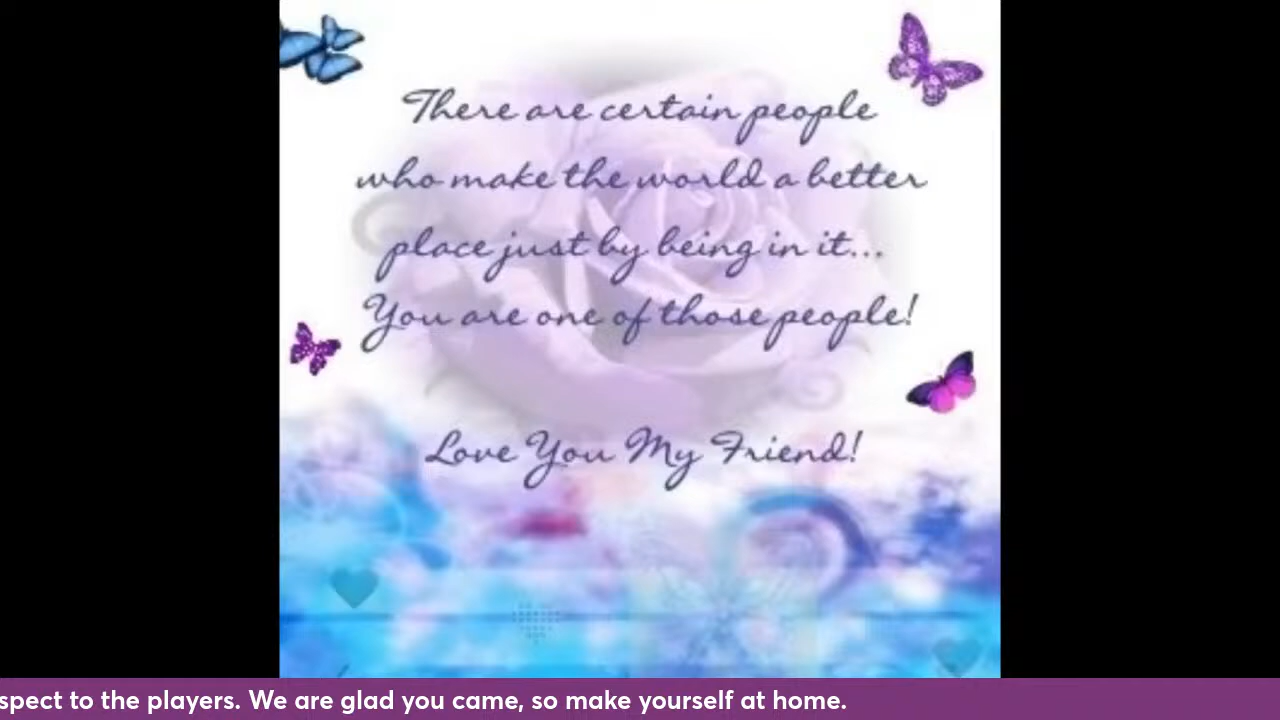 There are certain people
who make the world a better
place just by being in it...
You are one of those people!
Love You My Friend!
spect to the players. We are glad you came, so make yourself at home.